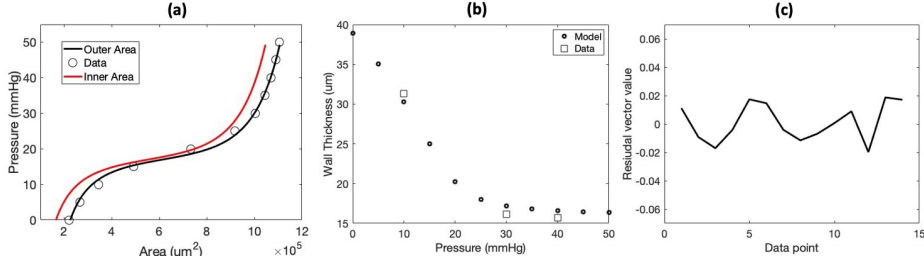 (a)
50
40
30
20
10
0
Pressure (mmHg)
Outer Area
Data
Inner Area
2
4
6
8
10
×10⁵
Area (um²)
(b)
40
35
30
25
20
15
Wall Thickness (um)
Model
Data
0
10
20
30
40
50
Pressure (mmHg)
(c)
0.06
0.04
0.02
0
-0.02
-0.04
-0.06
Resiudal vector value
0
5
10
15
Data point